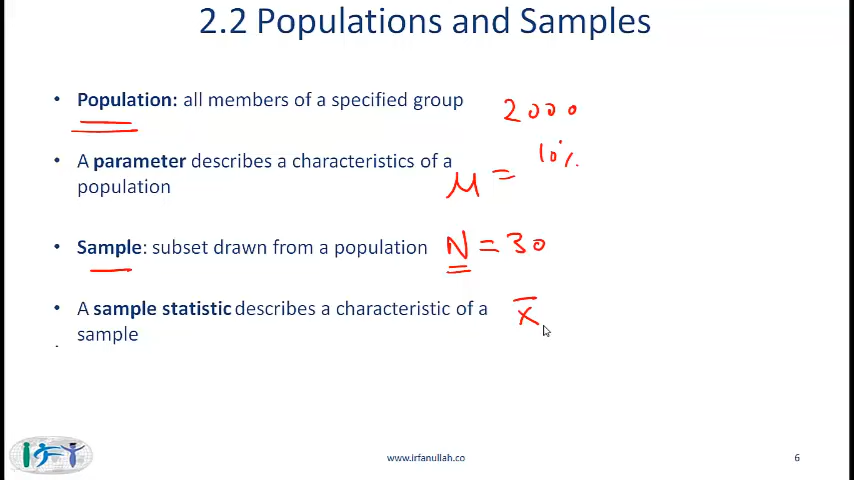 2.2 Populations and Samples
• Population: all members of a specified group 2000
• A parameter describes a characteristics of a
population μ = 10%
• Sample: subset drawn from a population N = 30
• A sample statistic describes a characteristic of a x̄
sample
www.irfanullah.co 6